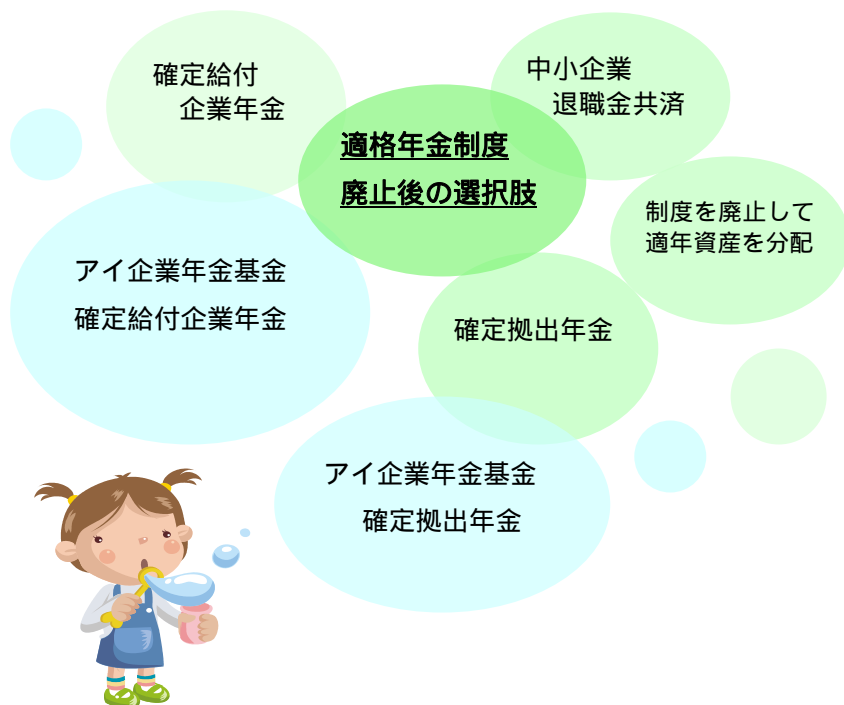 確定給付
企業年金
中小企業
退職金共済
適格年金制度
廃止後の選択肢
制度を廃止して
適年資産を分配
アイ企業年金基金
確定給付企業年金
確定拠出年金
アイ企業年金基金
確定拠出年金